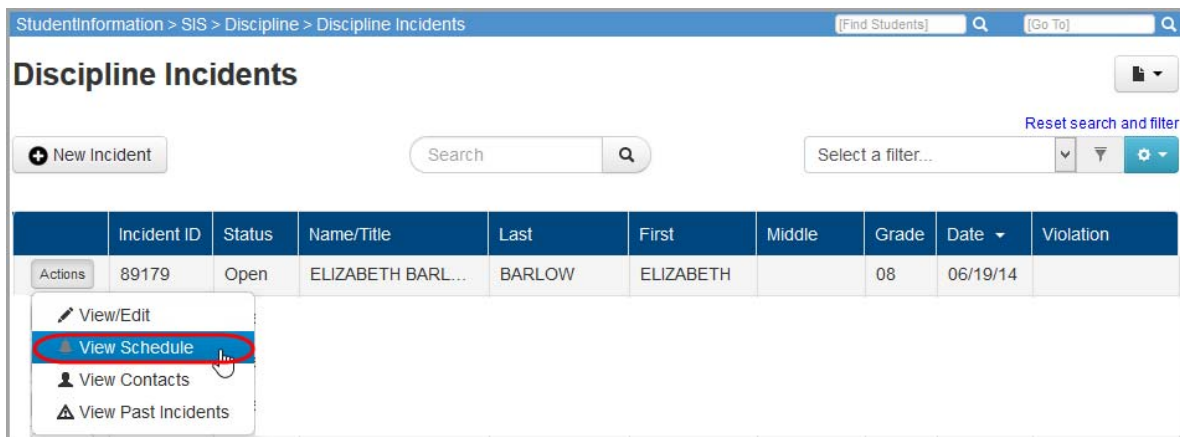 StudentInformation > SIS > Discipline > Discipline Incidents [Find Students] [Go To]
Discipline Incidents
Reset search and filter
New Incident Search Select a filter...
Incident ID Status Name/Title Last First Middle Grade Date Violation
Actions 89179 Open ELIZABETH BARL... BARLOW ELIZABETH 08 06/19/14
View/Edit
View Schedule
View Contacts
View Past Incidents